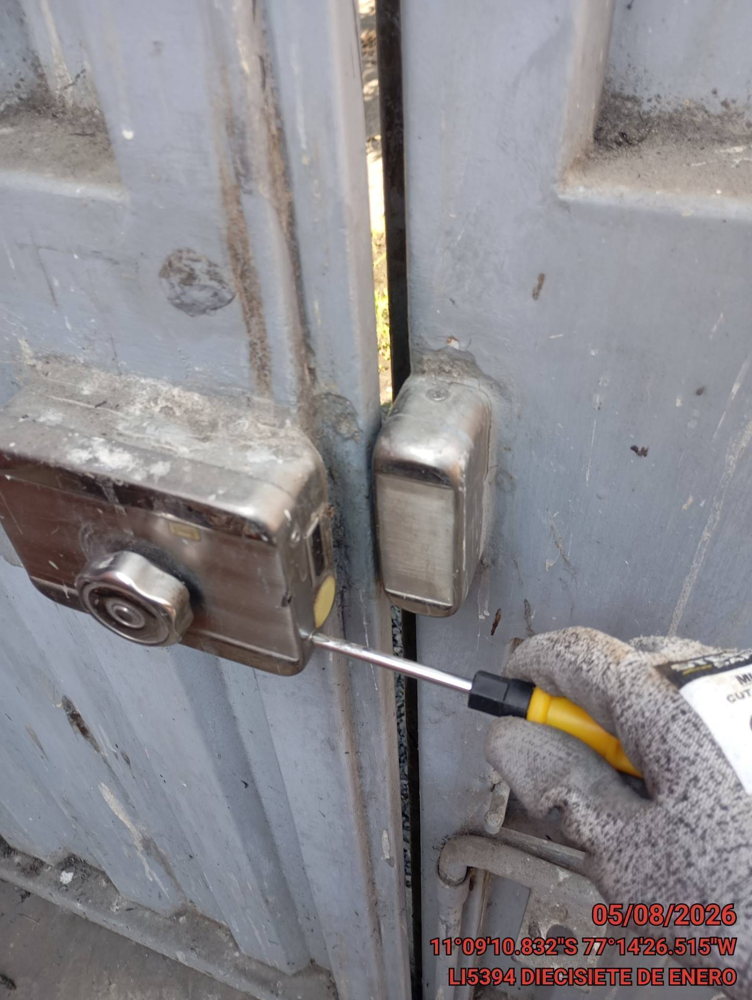 05/08/2026
11°09'10.832"S 77°14'26.515"W
LI5394 DIECISIETE DE ENERO